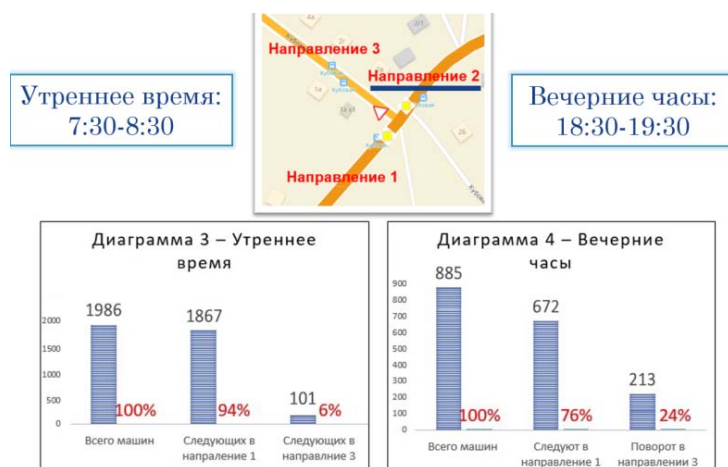 Утреннее время:
7:30-8:30
Направление 3
Направление 2
Направление 1
Кубовая
Вечерние часы:
18:30-19:30
Диаграмма 3 – Утреннее
время
2000
1500
1000
500
0
1986
1867
101
100%
94%
6%
Всего машин
Следующих в
напраление 1
Следующих в
направлние 3
Диаграмма 4 – Вечерние
часы
900
800
700
600
500
400
300
200
100
0
885
672
213
100%
76%
24%
Всего машин
Следуют в
направление 1
Поворот в
направлении 3